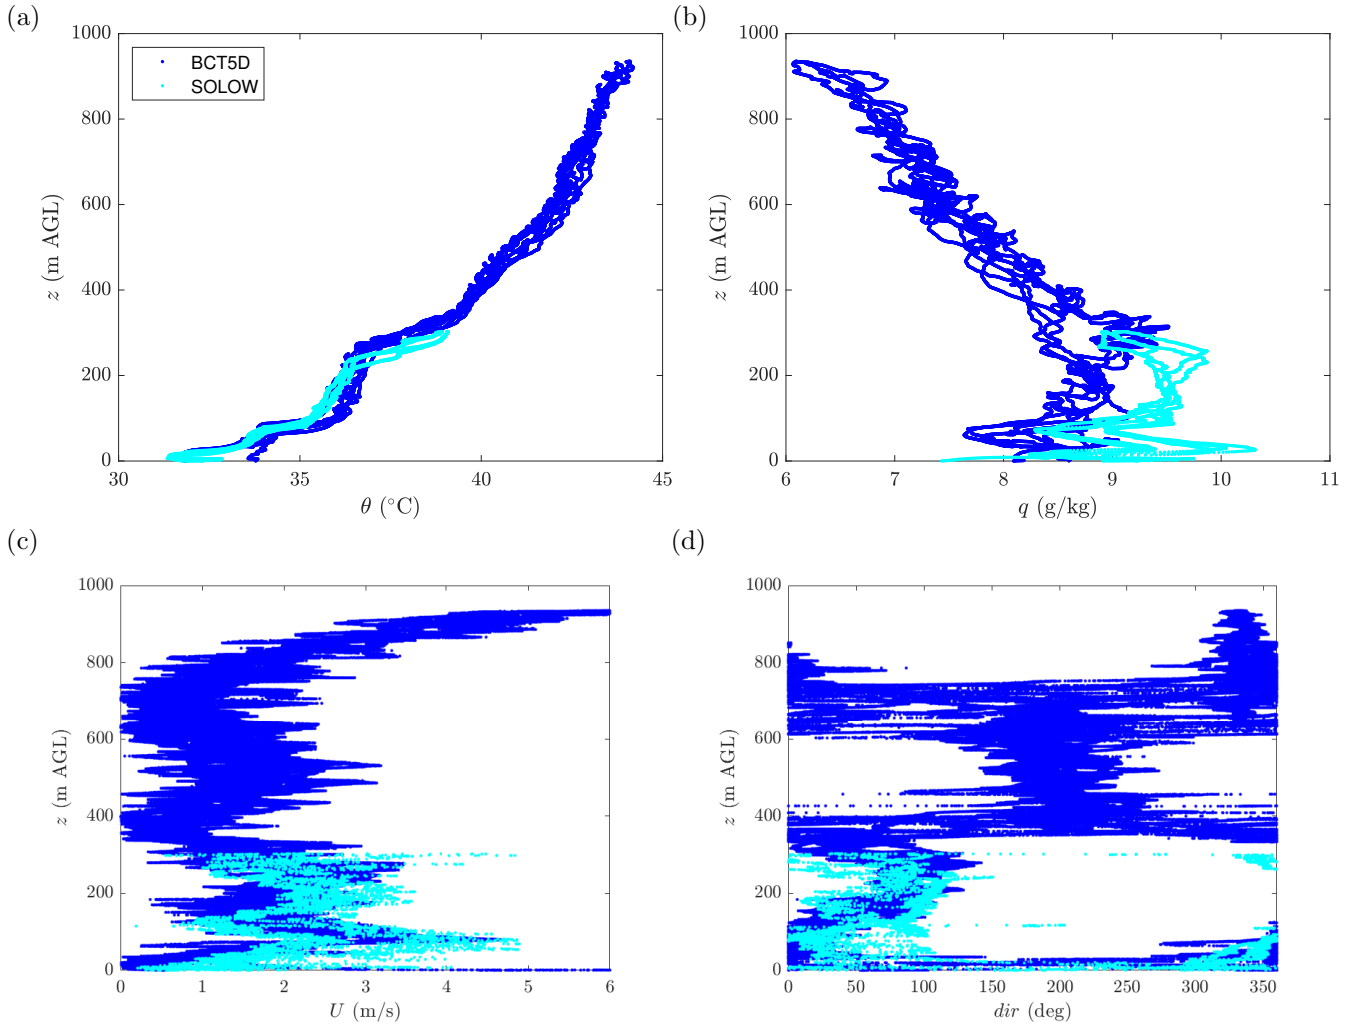 (a)
1000
800
600
400
200
0
z (m AGL)
BCT5D
SOLOW
30 35 40 45
θ (°C)
(b)
1000
800
600
400
200
0
z (m AGL)
6 7 8 9 10 11
q (g/kg)
(c)
1000
800
600
400
200
0
z (m AGL)
0 1 2 3 4 5 6
U (m/s)
(d)
1000
800
600
400
200
0
z (m AGL)
0 50 100 150 200 250 300 350
dir (deg)